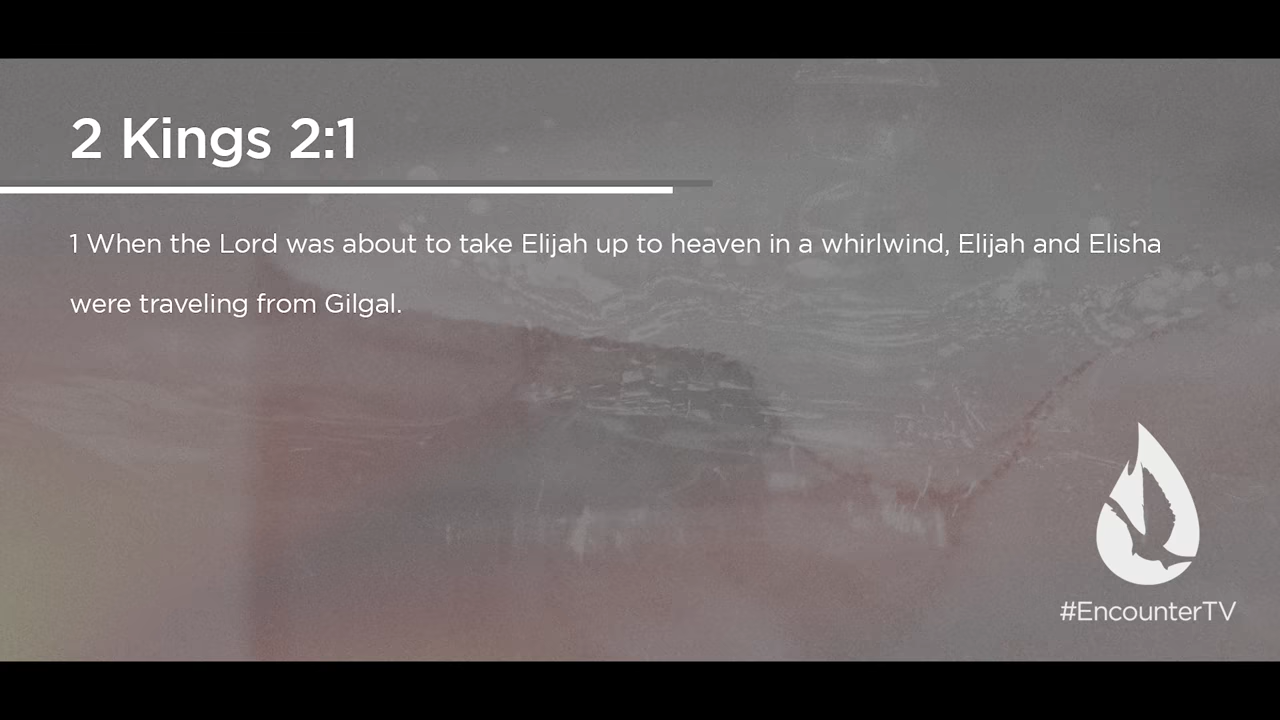 2 Kings 2:1
1 When the Lord was about to take Elijah up to heaven in a whirlwind, Elijah and Elisha
were traveling from Gilgal.
#EncounterTV